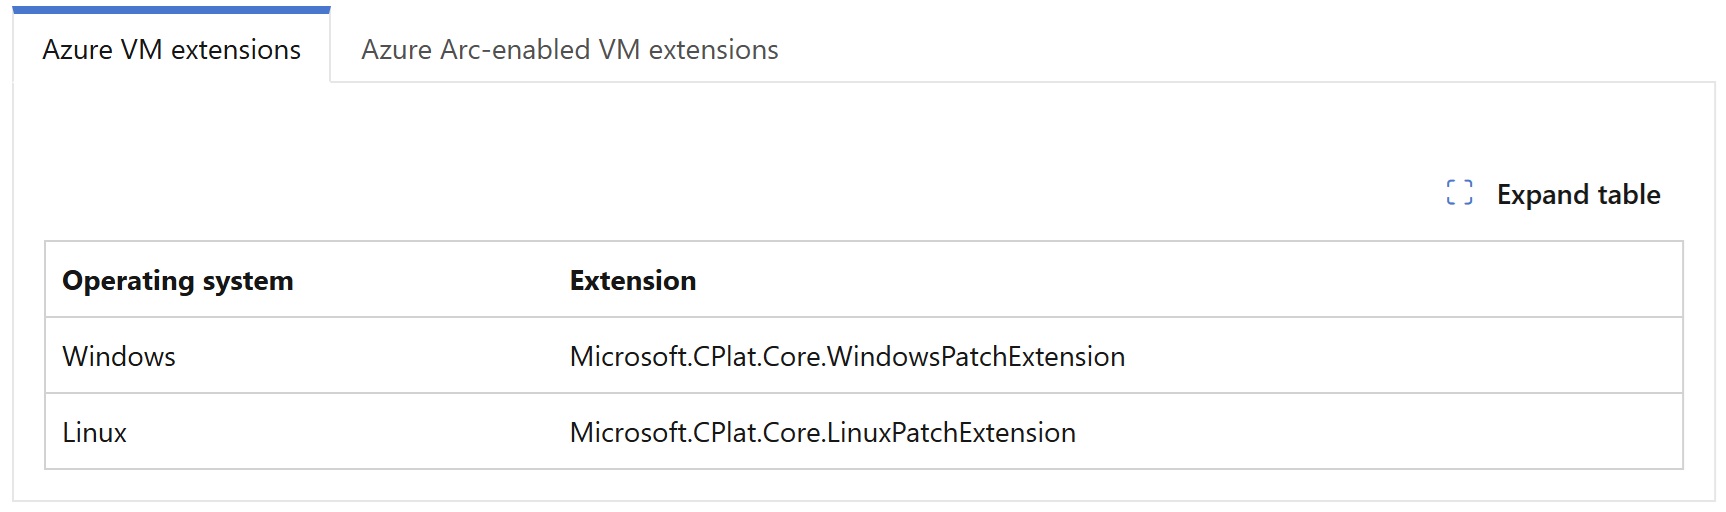 Azure VM extensions
Azure Arc-enabled VM extensions
Expand table
Operating system Extension
Windows Microsoft.CPlat.Core.WindowsPatchExtension
Linux Microsoft.CPlat.Core.LinuxPatchExtension